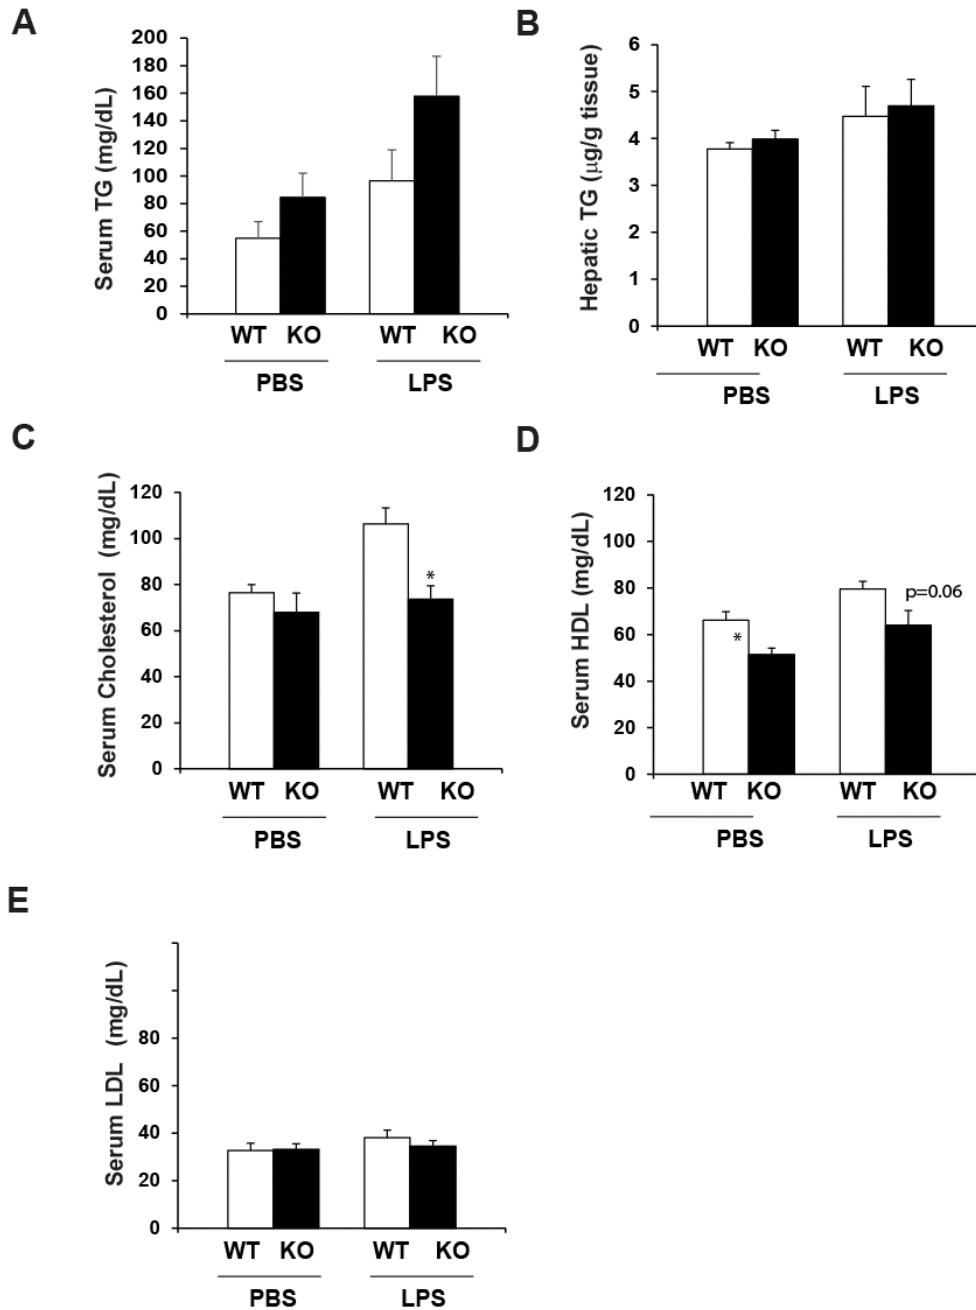 A
Serum TG (mg/dL)
200
180
160
140
120
100
80
60
40
20
0
WT KO WT KO
PBS LPS
B
Hepatic TG (µg/g tissue)
6
5
4
3
2
1
0
WT KO WT KO
PBS LPS
C
Serum Cholesterol (mg/dL)
120
100
80
60
40
20
0
*
WT KO WT KO
PBS LPS
D
Serum HDL (mg/dL)
120
100
80
60
40
20
0
*
p=0.06
WT KO WT KO
PBS LPS
E
Serum LDL (mg/dL)
80
60
40
20
0
WT KO WT KO
PBS LPS